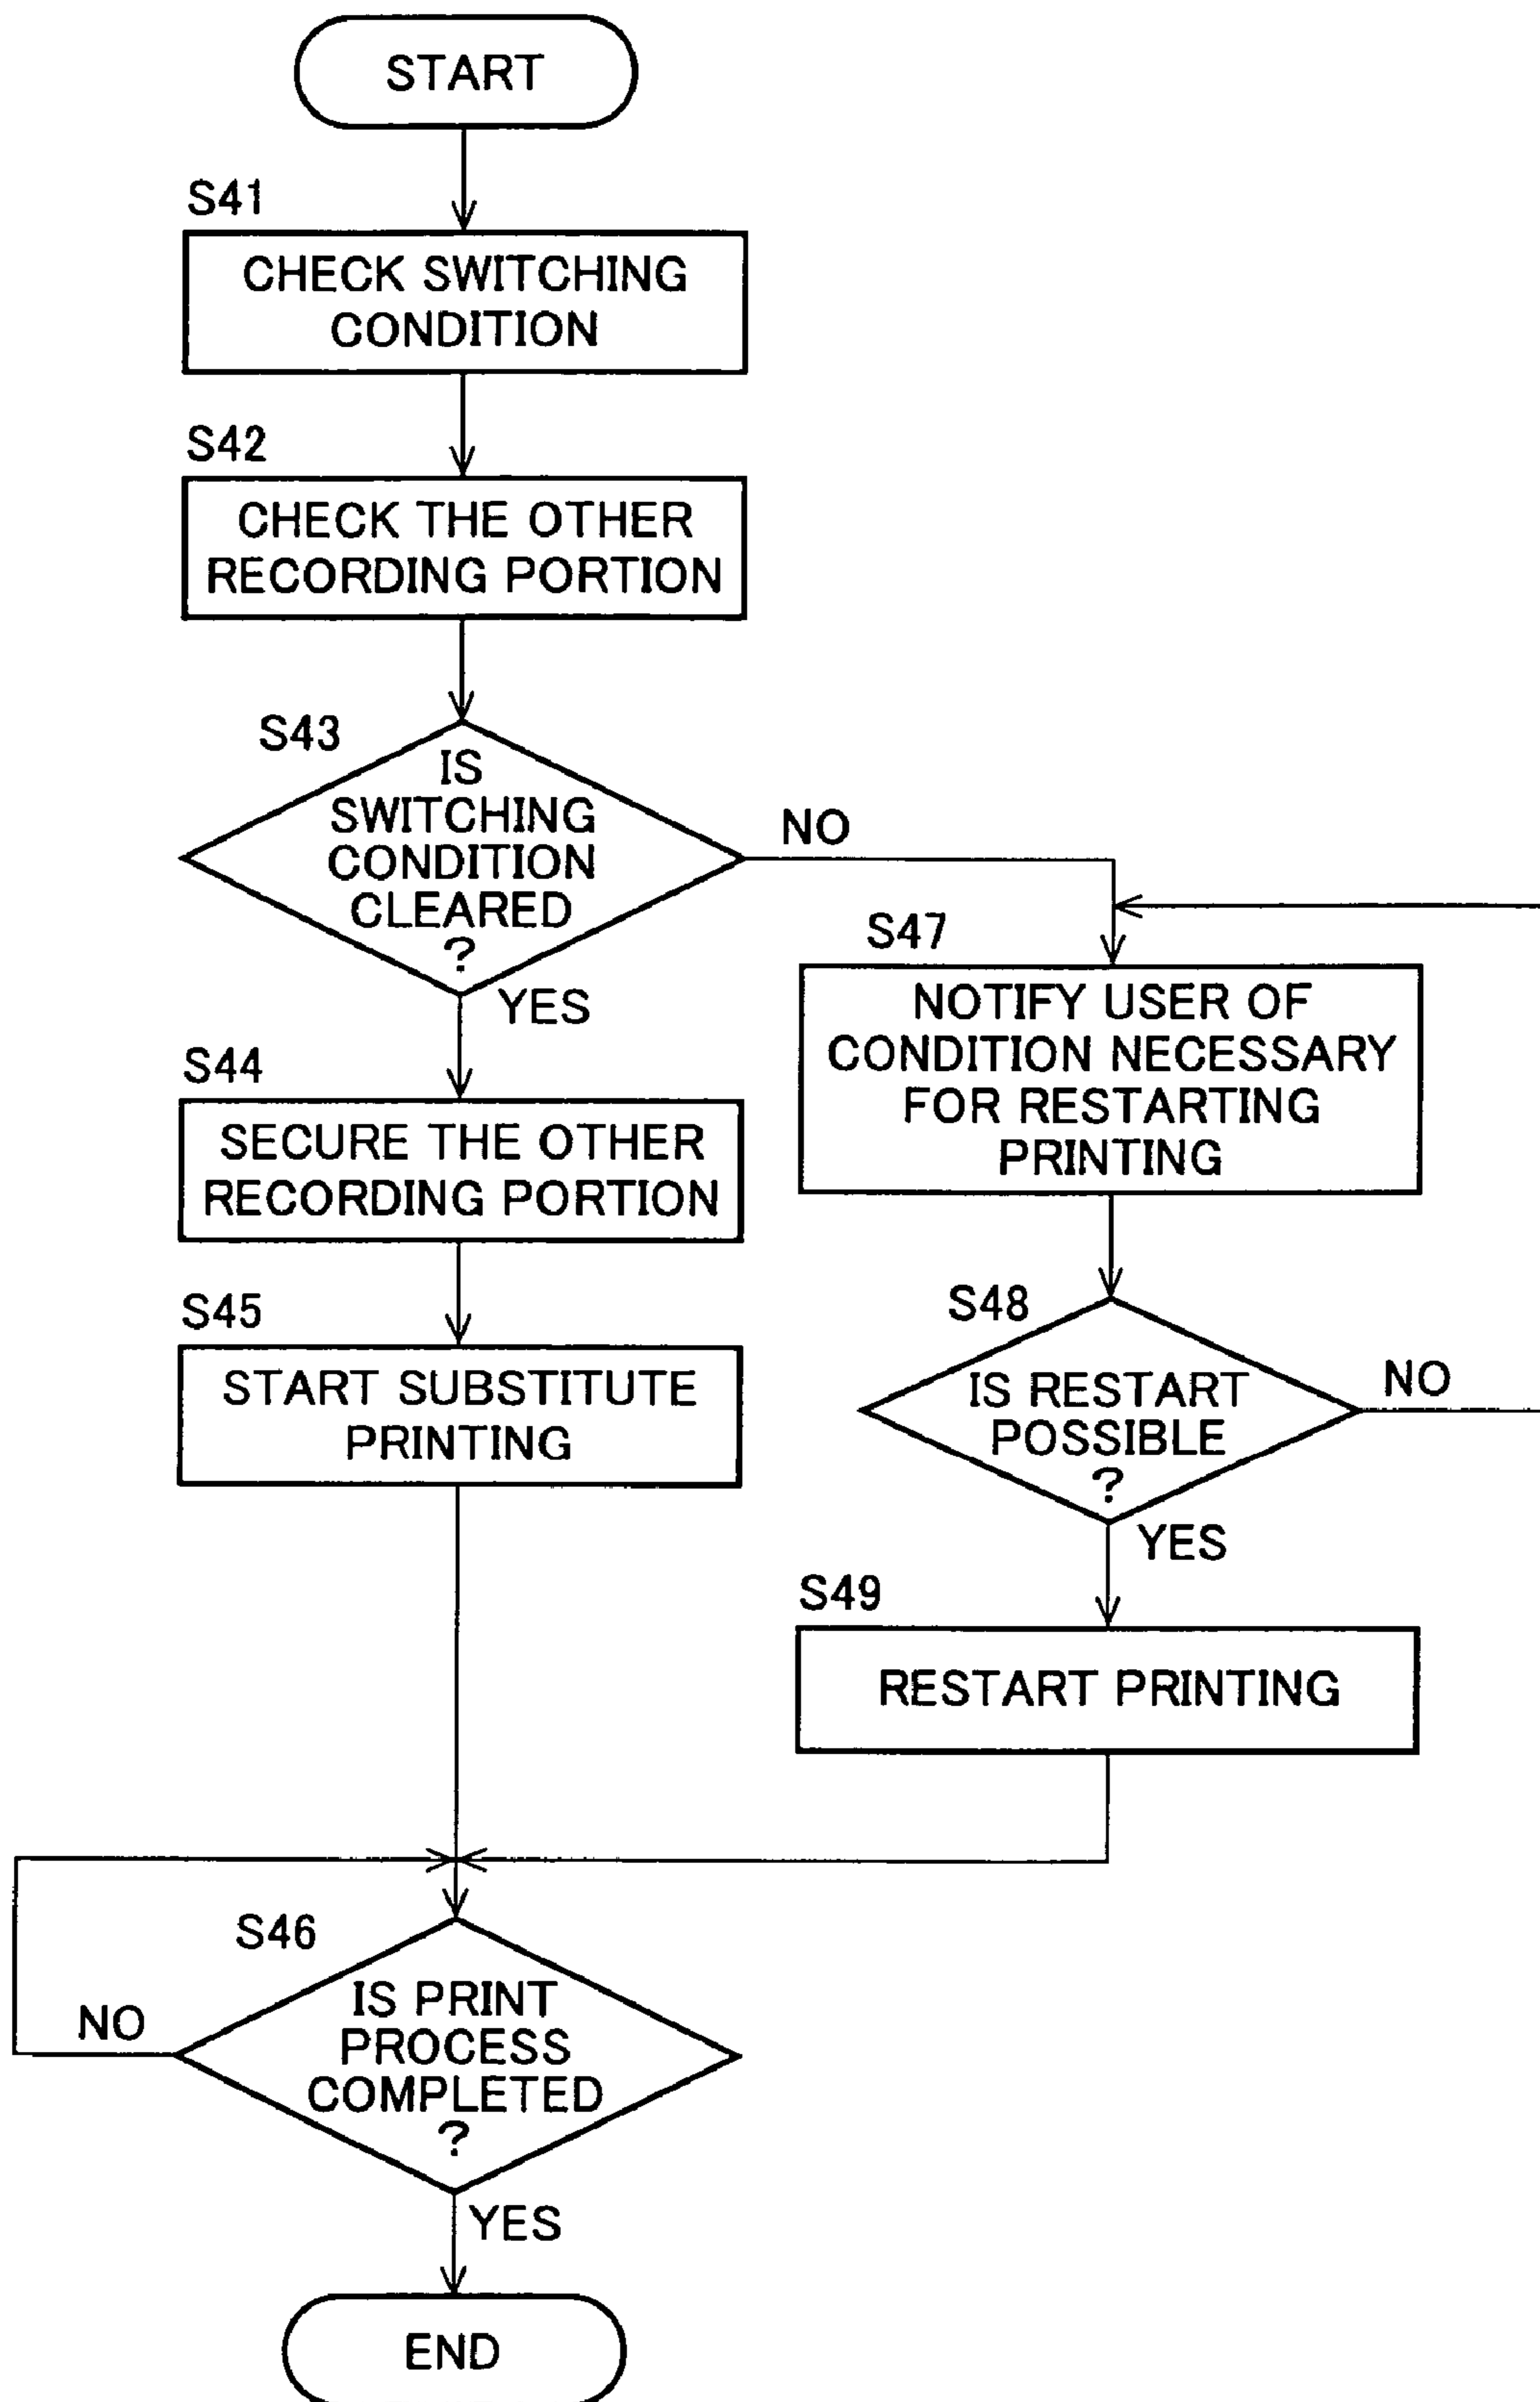 START
S41
CHECK SWITCHING
CONDITION
S42
CHECK THE OTHER
RECORDING PORTION
S43
IS
SWITCHING
CONDITION
CLEARED
?
NO
YES
S44
SECURE THE OTHER
RECORDING PORTION
S45
START SUBSTITUTE
PRINTING
S47
NOTIFY USER OF
CONDITION NECESSARY
FOR RESTARTING
PRINTING
S48
IS RESTART
POSSIBLE
?
NO
YES
S49
RESTART PRINTING
S46
IS PRINT
PROCESS
COMPLETED
?
NO
YES
END